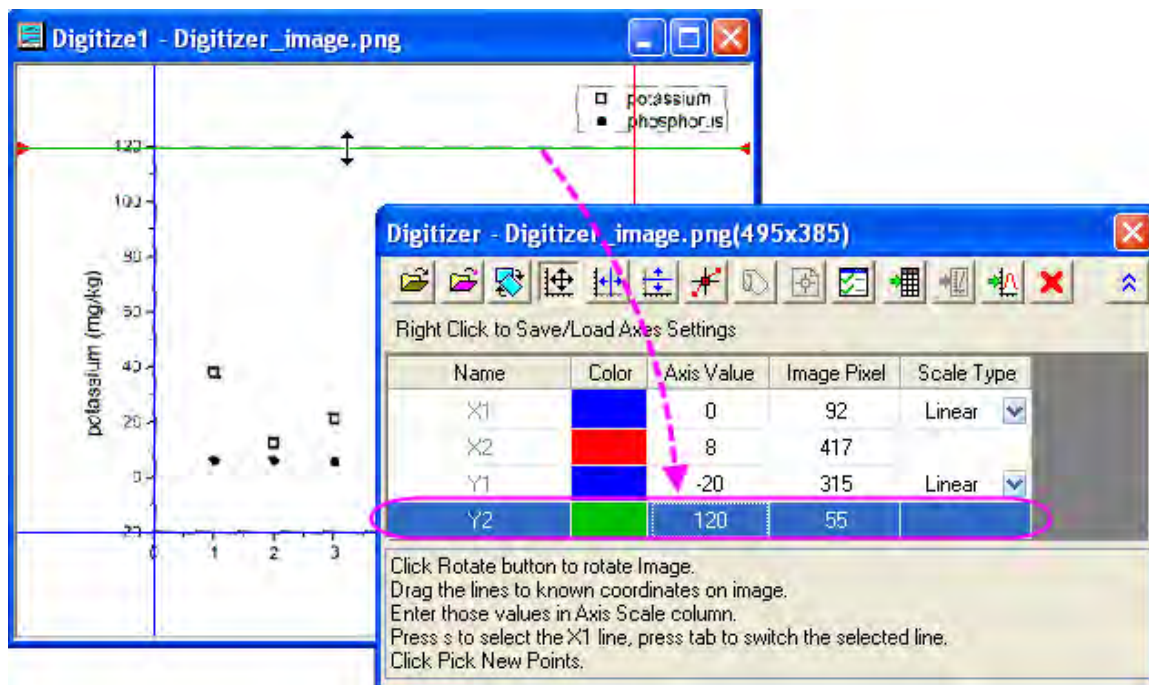 Digitize1 - Digitizer_image.png
potassium
phosphorus
120
100
80
60
40
20
0
-20
potassium (mg/kg)
0 1 2 3
Digitizer - Digitizer_image.png(495x385)
Right Click to Save/Load Axes Settings
Name Color Axis Value Image Pixel Scale Type
X1 0 92 Linear
X2 8 417
Y1 -20 315 Linear
Y2 120 55
Click Rotate button to rotate Image.
Drag the lines to known coordinates on image.
Enter those values in Axis Scale column.
Press s to select the X1 line, press tab to switch the selected line.
Click Pick New Points.